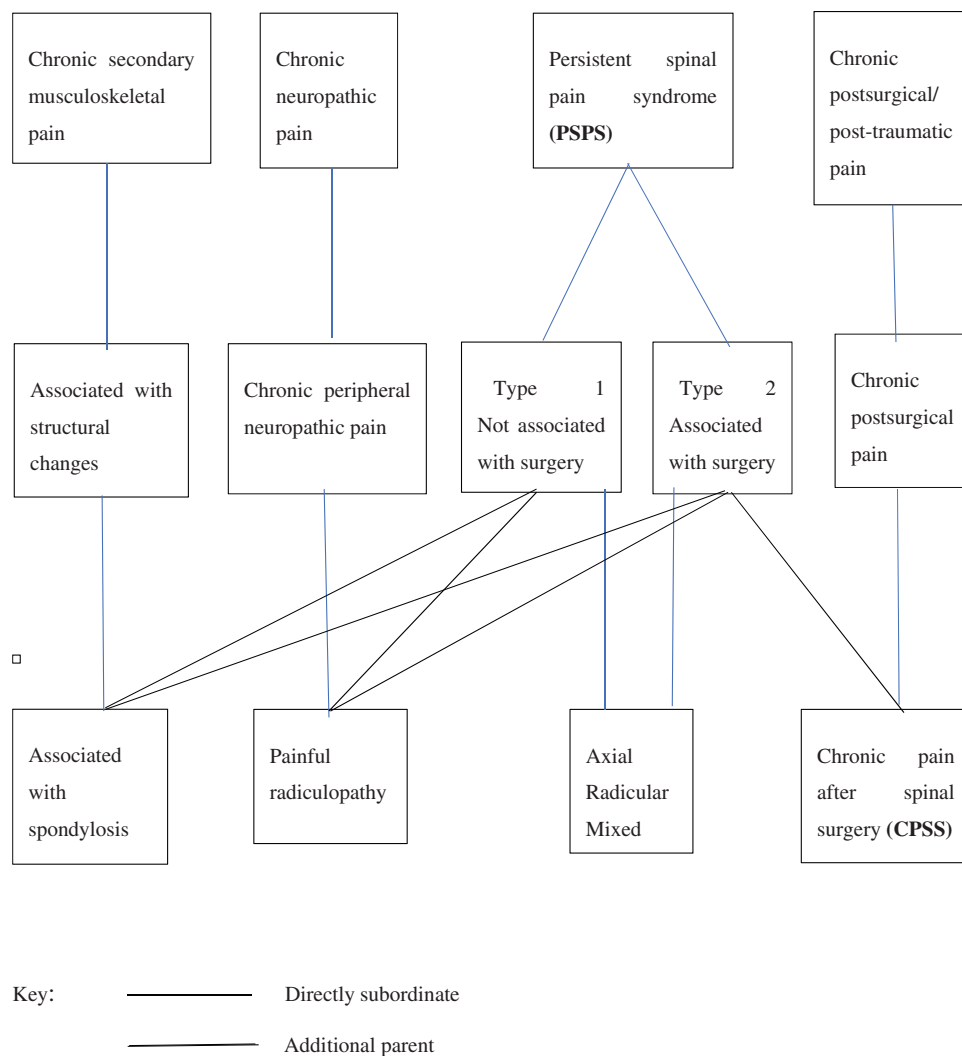 Chronic secondary
musculoskeletal
pain
Chronic
neuropathic
pain
Persistent spinal
pain syndrome
(PSPS)
Chronic
postsurgical/
post-traumatic
pain
Associated with
structural
changes
Chronic peripheral
neuropathic pain
Type 1
Not associated
with surgery
Type 2
Associated
with surgery
Chronic
postsurgical
pain
Associated
with
spondylosis
Painful
radiculopathy
Axial
Radicular
Mixed
Chronic pain
after spinal
surgery (CPSS)
Key:
Directly subordinate
Additional parent